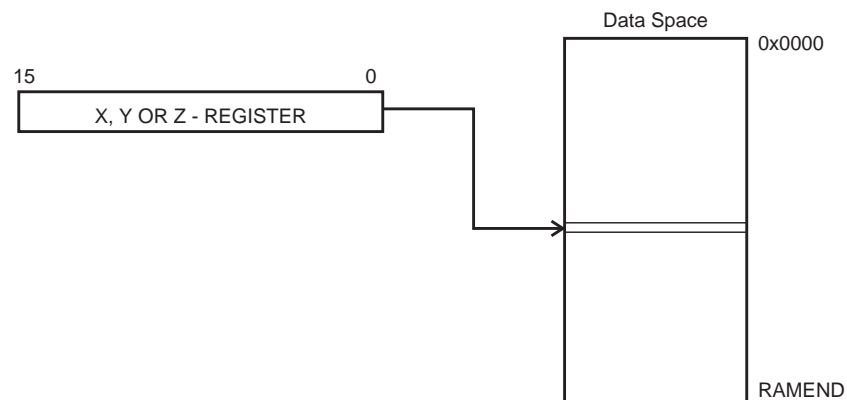 Data Space
0x0000
15 0
X, Y OR Z - REGISTER
RAMEND